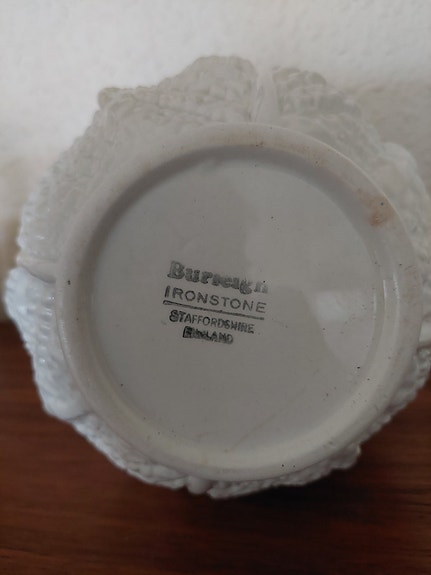 Burleigh
IRONSTONE
STAFFORDSHIRE
ENGLAND